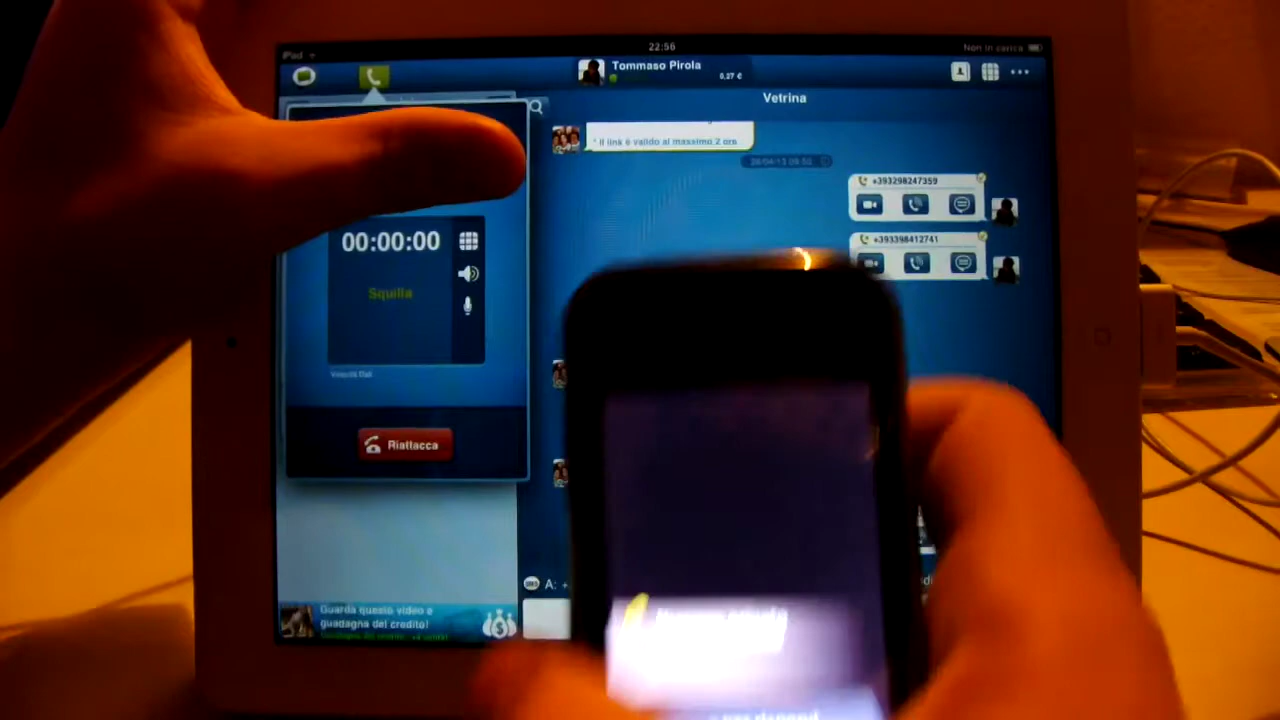 iPad
22:56
Non in carica
Tommaso Pirola
0,27 €
Vetrina
* Il link è valido al massimo 2 ore
+393298247359
+393398412741
00:00:00
Squilla
Riattacca
A: +
Guarda questo video e
guadagna del credito!